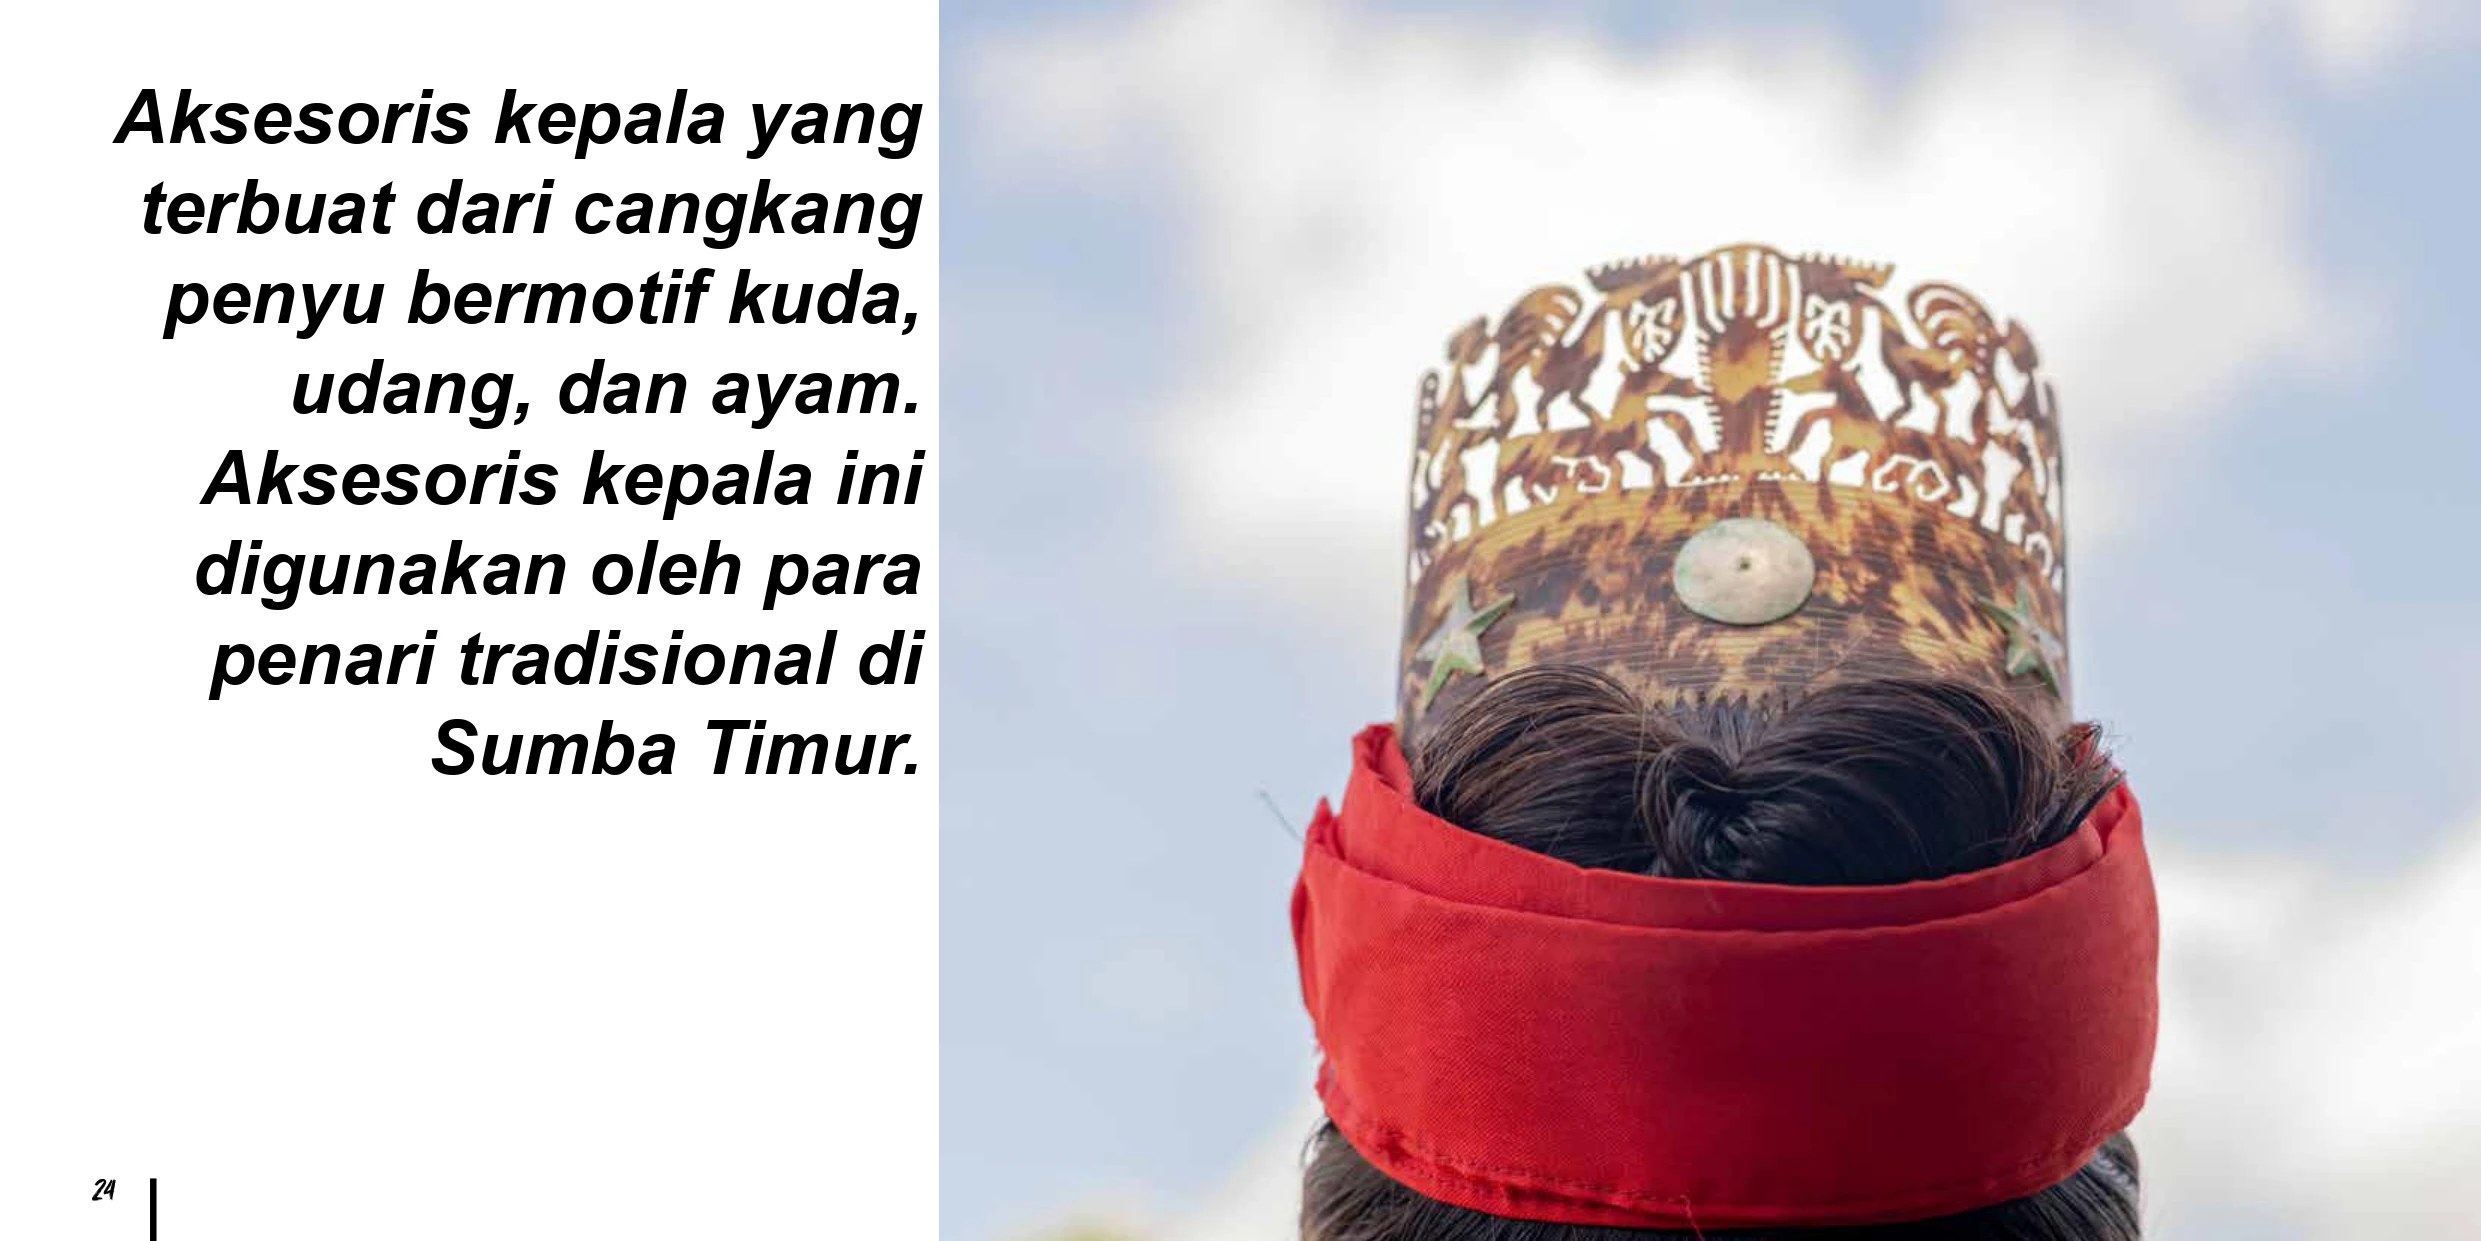 Aksesoris kepala yang
terbuat dari cangkang
penyu bermotif kuda,
udang, dan ayam.
Aksesoris kepala ini
digunakan oleh para
penari tradisional di
Sumba Timur.
24